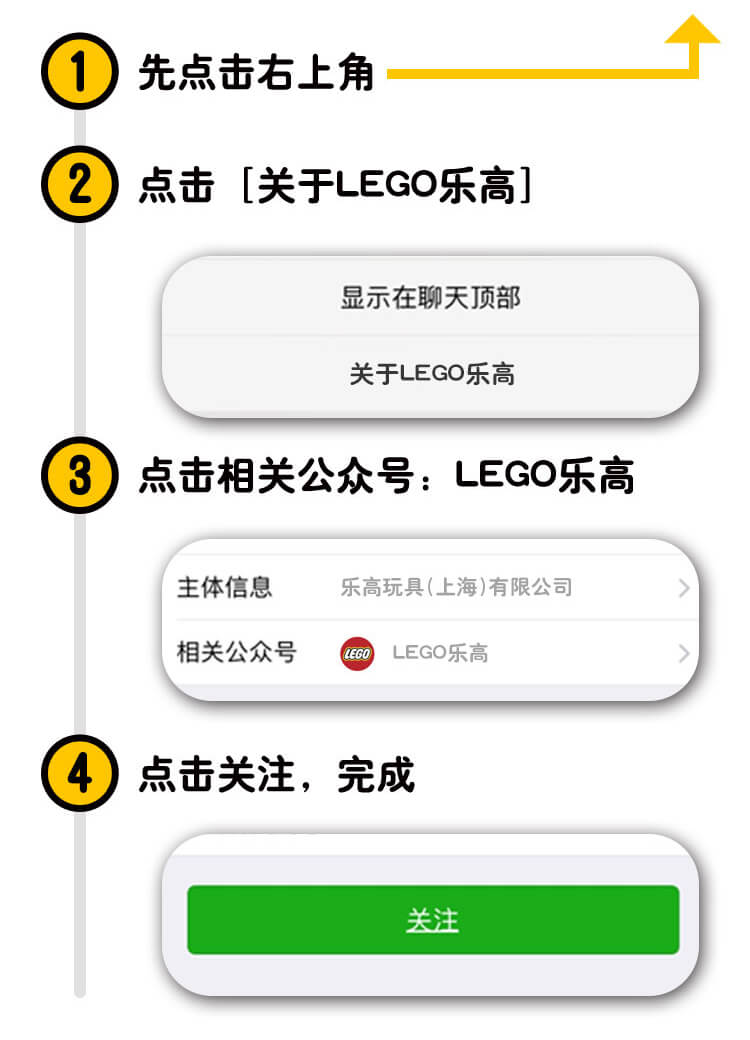 1 先点击右上角
2 点击［关于LEGO乐高］
显示在聊天顶部
关于LEGO乐高
3 点击相关公众号：LEGO乐高
主体信息 乐高玩具(上海)有限公司
相关公众号 LEGO LEGO乐高
4 点击关注，完成
关注